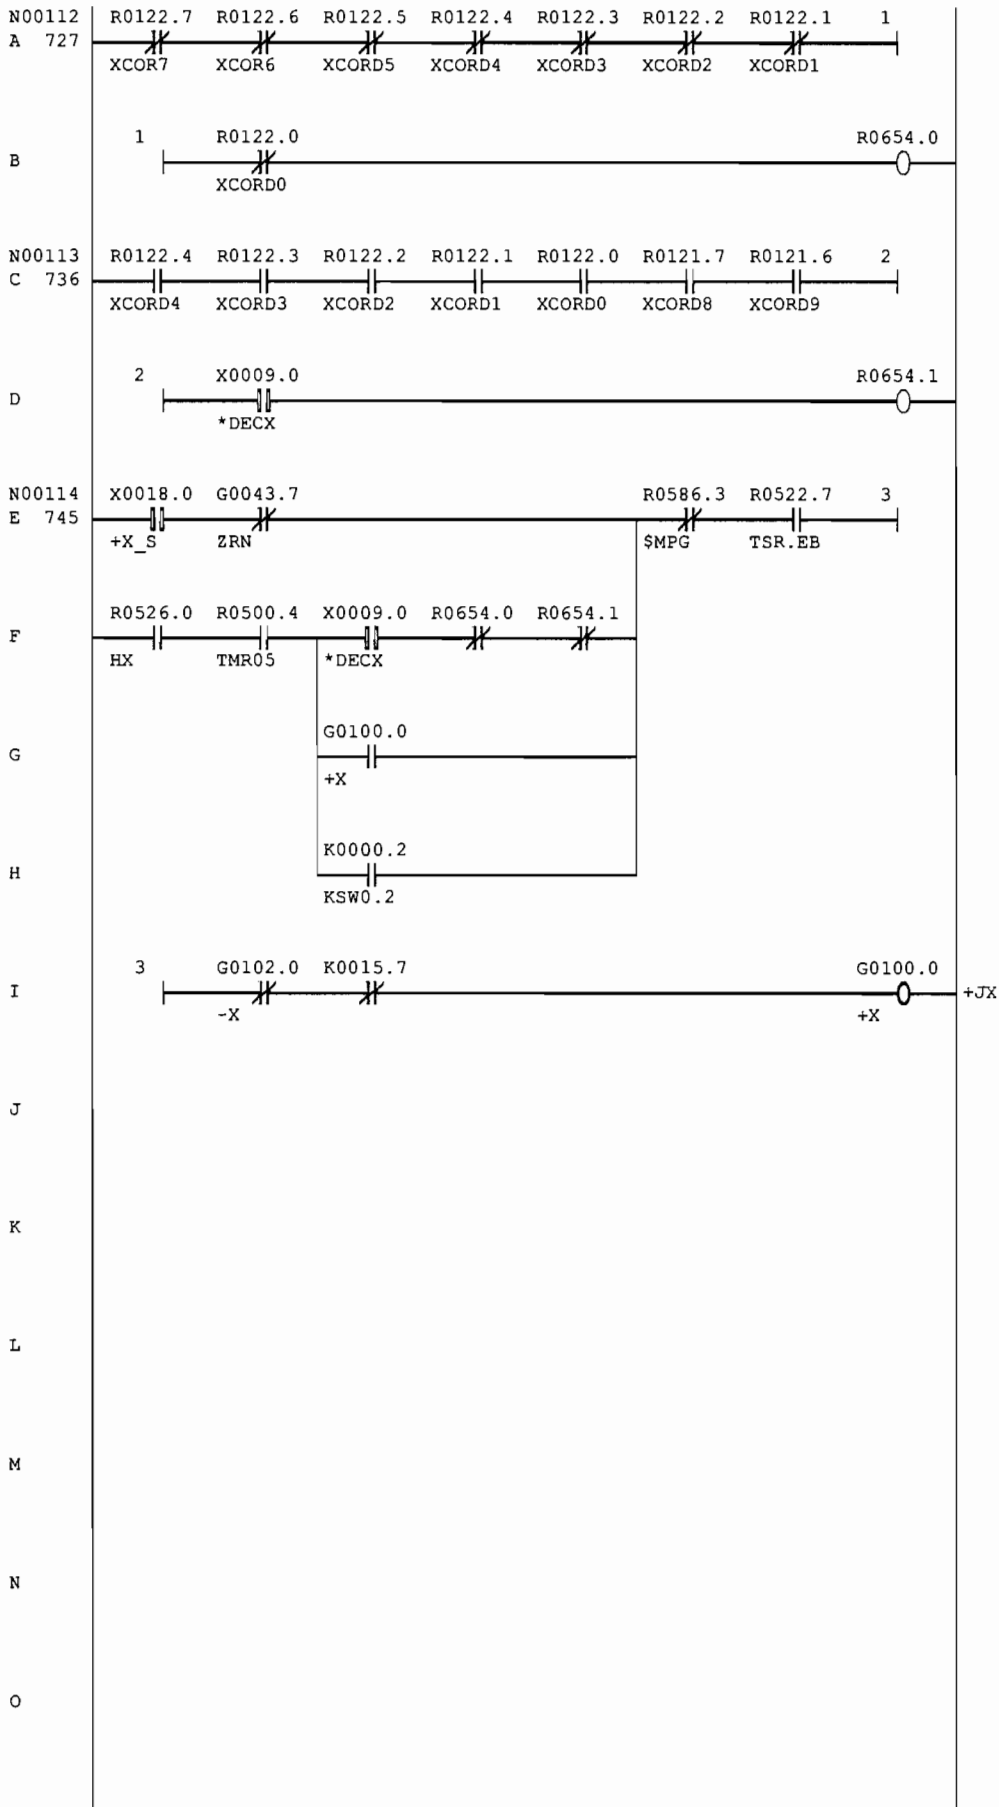 N00112 R0122.7 R0122.6 R0122.5 R0122.4 R0122.3 R0122.2 R0122.1 1
A 727
XCOR7 XCOR6 XCORD5 XCORD4 XCORD3 XCORD2 XCORD1
1 R0122.0 R0654.0
B
XCORD0
N00113 R0122.4 R0122.3 R0122.2 R0122.1 R0122.0 R0121.7 R0121.6 2
C 736
XCORD4 XCORD3 XCORD2 XCORD1 XCORD0 XCORD8 XCORD9
2 X0009.0 R0654.1
D
*DECX
N00114 X0018.0 G0043.7 R0586.3 R0522.7 3
E 745
+X_S ZRN $MPG TSR.EB
R0526.0 R0500.4 X0009.0 R0654.0 R0654.1
F
HX TMR05 *DECX
G0100.0
G
+X
K0000.2
H
KSW0.2
3 G0102.0 K0015.7 G0100.0
I +JX
-X +X
J
K
L
M
N
O